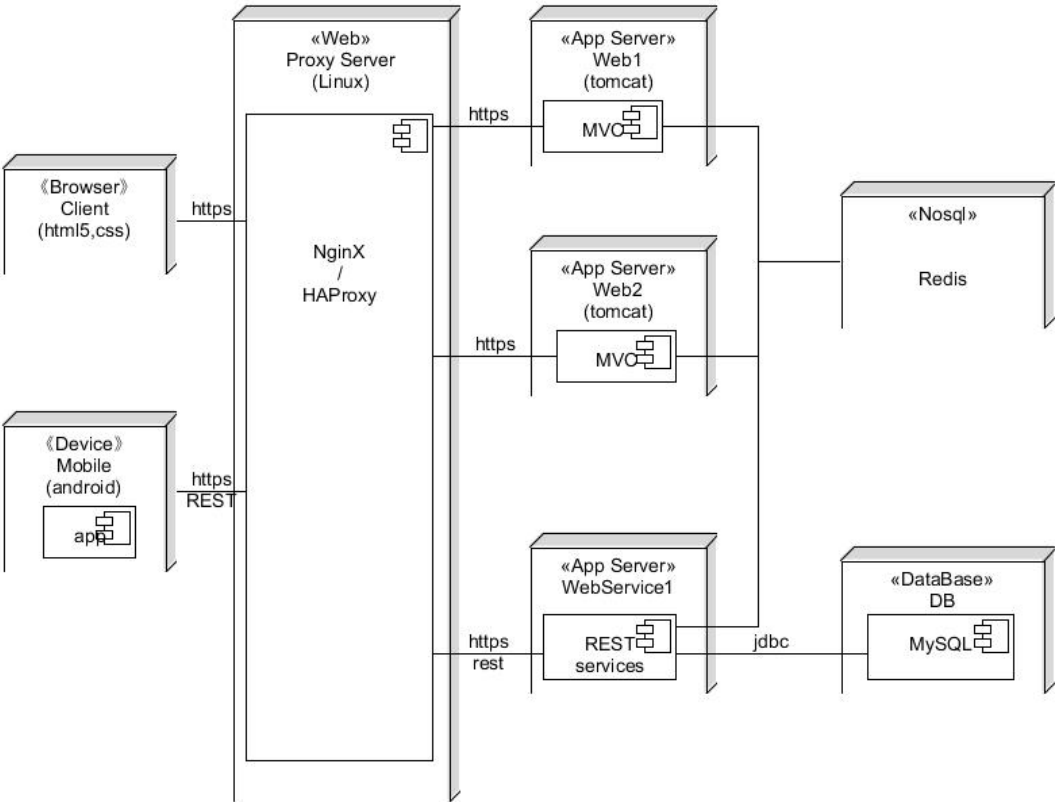 «Web»
Proxy Server
(Linux)
NginX
/
HAProxy
《Browser》
Client
(html5,css)
https
《Device》
Mobile
(android)
app
https
REST
https
«App Server»
Web1
(tomcat)
MVC
https
«App Server»
Web2
(tomcat)
MVC
https
rest
«App Server»
WebService1
REST
services
jdbc
«Nosql»
Redis
«DataBase»
DB
MySQL